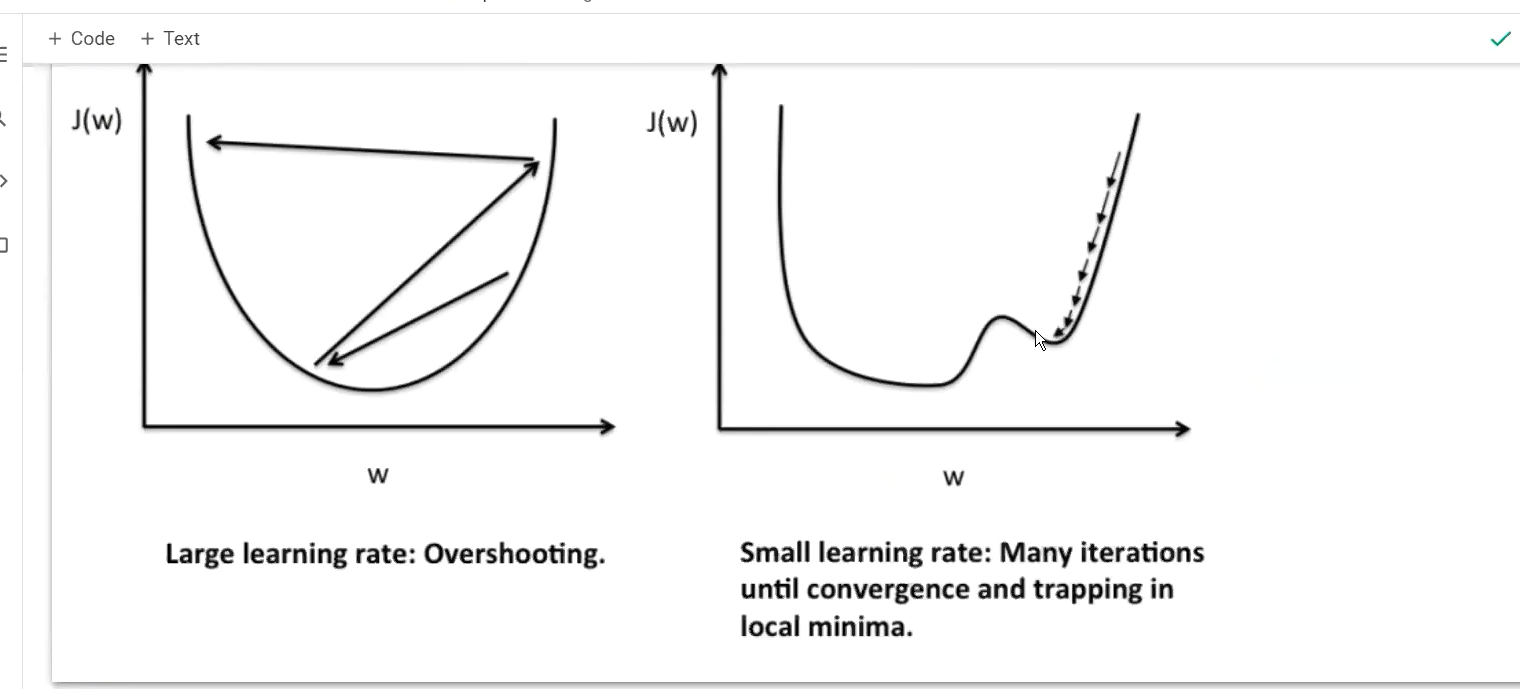 + Code + Text
J(w)
J(w)
w
w
Large learning rate: Overshooting.
Small learning rate: Many iterations
until convergence and trapping in
local minima.